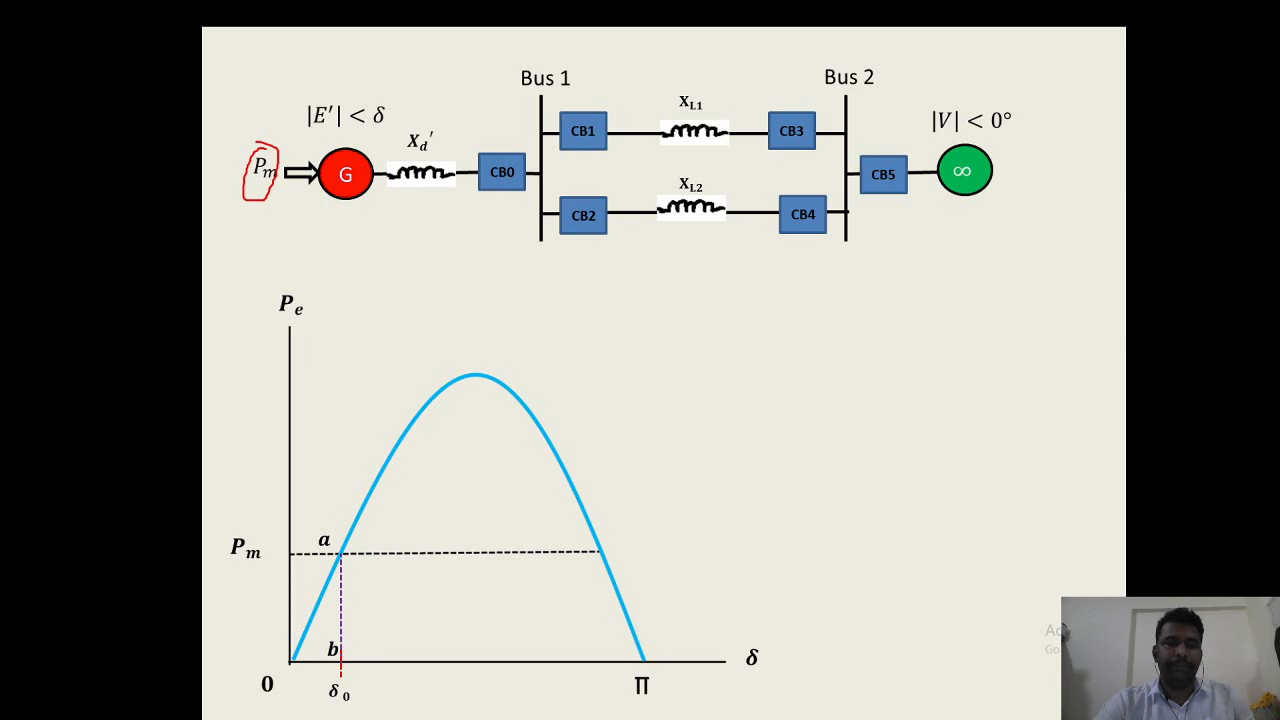 Bus 1
Bus 2
|E′| < δ
X_L1
|V| < 0°
X_d′
CB1
CB3
P_m
G
CB0
CB5
∞
X_L2
CB2
CB4
P_e
P_m
a
b
δ
0
δ_0
Π